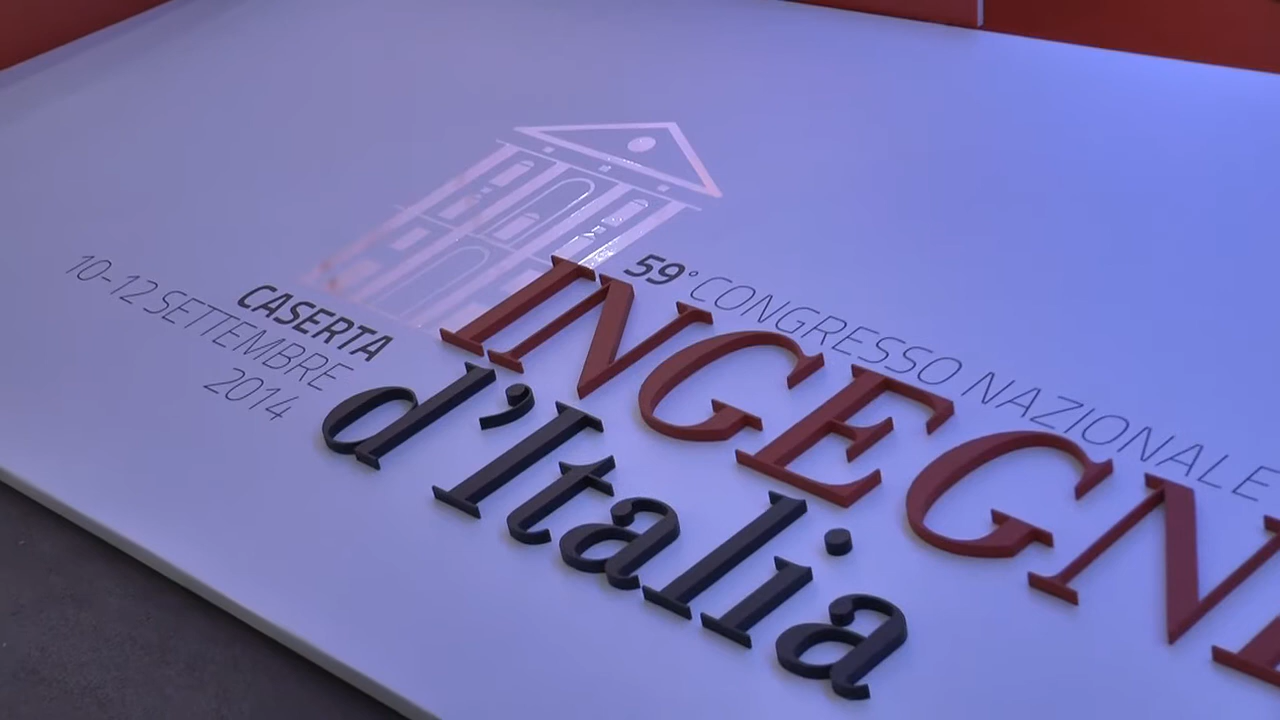 59° CONGRESSO NAZIONALE
INGEGN
d'Italia
CASERTA
10-12 SETTEMBRE
2014